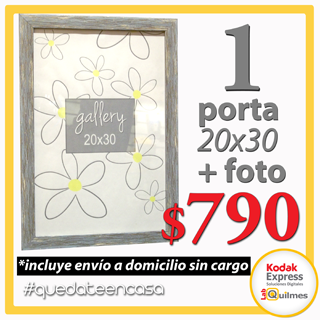 1
porta
20x30
+ foto
$790
gallery
20x30
*incluye envío a domicilio sin cargo
#quedateencasa
Kodak
Express
Soluciones Digitales
Quilmes